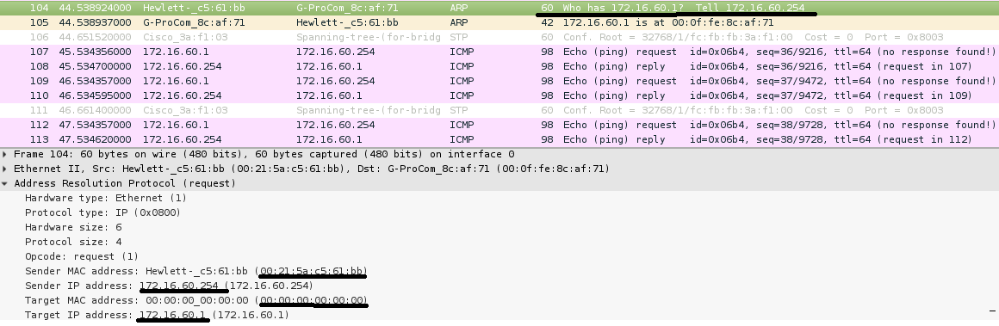 104 44.538924000 Hewlett-_c5:61:bb G-ProCom_8c:af:71 ARP 60 Who has 172.16.60.1? Tell 172.16.60.254
105 44.538937000 G-ProCom_8c:af:71 Hewlett-_c5:61:bb ARP 42 172.16.60.1 is at 00:0f:fe:8c:af:71
106 44.651520000 Cisco_3a:f1:03 Spanning-tree-(for-bridg STP 60 Conf. Root = 32768/1/fc:fb:fb:3a:f1:00 Cost = 0 Port = 0x8003
107 45.534356000 172.16.60.1 172.16.60.254 ICMP 98 Echo (ping) request id=0x06b4, seq=36/9216, ttl=64 (no response found!)
108 45.534700000 172.16.60.254 172.16.60.1 ICMP 98 Echo (ping) reply id=0x06b4, seq=36/9216, ttl=64 (request in 107)
109 46.534357000 172.16.60.1 172.16.60.254 ICMP 98 Echo (ping) request id=0x06b4, seq=37/9472, ttl=64 (no response found!)
110 46.534595000 172.16.60.254 172.16.60.1 ICMP 98 Echo (ping) reply id=0x06b4, seq=37/9472, ttl=64 (request in 109)
111 46.661400000 Cisco_3a:f1:03 Spanning-tree-(for-bridg STP 60 Conf. Root = 32768/1/fc:fb:fb:3a:f1:00 Cost = 0 Port = 0x8003
112 47.534357000 172.16.60.1 172.16.60.254 ICMP 98 Echo (ping) request id=0x06b4, seq=38/9728, ttl=64 (no response found!)
113 47.534620000 172.16.60.254 172.16.60.1 ICMP 98 Echo (ping) reply id=0x06b4, seq=38/9728, ttl=64 (request in 112)
Frame 104: 60 bytes on wire (480 bits), 60 bytes captured (480 bits) on interface 0
Ethernet II, Src: Hewlett-_c5:61:bb (00:21:5a:c5:61:bb), Dst: G-ProCom_8c:af:71 (00:0f:fe:8c:af:71)
Address Resolution Protocol (request)
Hardware type: Ethernet (1)
Protocol type: IP (0x0800)
Hardware size: 6
Protocol size: 4
Opcode: request (1)
Sender MAC address: Hewlett-_c5:61:bb (00:21:5a:c5:61:bb)
Sender IP address: 172.16.60.254 (172.16.60.254)
Target MAC address: 00:00:00_00:00:00 (00:00:00:00:00:00)
Target IP address: 172.16.60.1 (172.16.60.1)